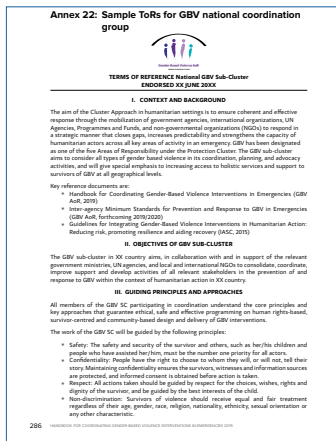 Annex 22: Sample ToRs for GBV national coordination
group
TERMS OF REFERENCE National GBV Sub-Cluster
ENDORSED XX JUNE 20XX
I. CONTEXT AND BACKGROUND
The aim of the Cluster Approach in humanitarian settings is to ensure coherent and effective
response through the mobilization of government agencies, international organizations, UN
Agencies, Programmes and Funds, and non-governmental organizations (NGOs) to respond in
a strategic manner that closes gaps, increases predictability and strengthens the capacity of
humanitarian actors across all key areas of activity in an emergency. GBV has been designated
as one of the five Areas of Responsibility under the Protection Cluster. The GBV sub-cluster
aims to consider all types of gender based violence in its coordination, planning, and advocacy
activities, and will give special emphasis to increasing access to holistic services and support to
survivors of GBV at all geographical levels.
Key reference documents are:
* Handbook for Coordinating Gender-Based Violence Interventions in Emergencies (GBV
AoR, 2019)
* Inter-agency Minimum Standards for Prevention and Response to GBV in Emergencies
(GBV AoR, forthcoming 2019/2020)
* Guidelines for Integrating Gender-Based Violence Interventions in Humanitarian Action:
Reducing risk, promoting resilience and aiding recovery (IASC, 2015)
II. OBJECTIVES OF GBV SUB-CLUSTER
The GBV sub-cluster in XX country aims, in collaboration with and in support of the relevant
government ministries, UN agencies, and local and international NGOs to consolidate, coordinate,
improve support and develop activities of all relevant stakeholders in the prevention of and
response to GBV within the context of humanitarian action in XX country.
III. GUIDING PRINCIPLES AND APPROACHES
All members of the GBV SC participating in coordination understand the core principles and
key approaches that guarantee ethical, safe and effective programming on human rights-based,
survivor-centred and community-based design and delivery of GBV interventions.
The work of the GBV SC will be guided by the following principles:
* Safety: The safety and security of the survivor and others, such as her/his children and
people who have assisted her/him, must be the number one priority for all actors.
* Confidentiality: People have the right to choose to whom they will, or will not, tell their
story. Maintaining confidentiality ensures the survivors, witnesses and information sources
are protected, and informed consent is obtained before action is taken.
* Respect: All actions taken should be guided by respect for the choices, wishes, rights and
dignity of the survivor, and be guided by the best interests of the child.
* Non-discrimination: Survivors of violence should receive equal and fair treatment
regardless of their age, gender, race, religion, nationality, ethnicity, sexual orientation or
any other characteristic.
286 HANDBOOK FOR COORDINATING GENDER-BASED VIOLENCE INTERVENTIONS IN EMERGENCIES 2019